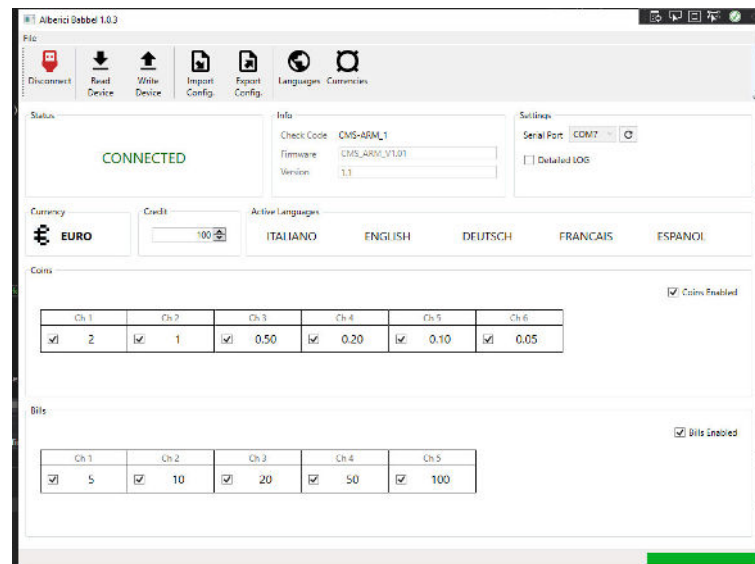 Alberici Babbel 1.0.3
File
Disconnect Read Device Write Device Import Config. Export Config. Languages Currencies
Status
CONNECTED
Info
Check Code CMS-ARM_1
Firmware CMS_ARM_V1.01
Version 1.1
Settings
Serial Port COM7
Detailed LOG
Currency
EURO
Credit
100
Active Languages
ITALIANO ENGLISH DEUTSCH FRANCAIS ESPANOL
Coins
Coins Enabled
Ch 1 Ch 2 Ch 3 Ch 4 Ch 5 Ch 6
2 1 0.50 0.20 0.10 0.05
Bills
Bills Enabled
Ch 1 Ch 2 Ch 3 Ch 4 Ch 5
5 10 20 50 100